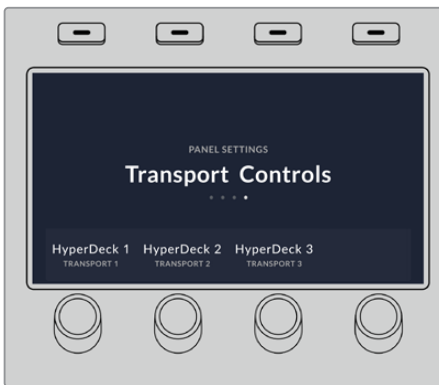 PANEL SETTINGS
Transport Controls
HyperDeck 1 HyperDeck 2 HyperDeck 3
TRANSPORT 1 TRANSPORT 2 TRANSPORT 3